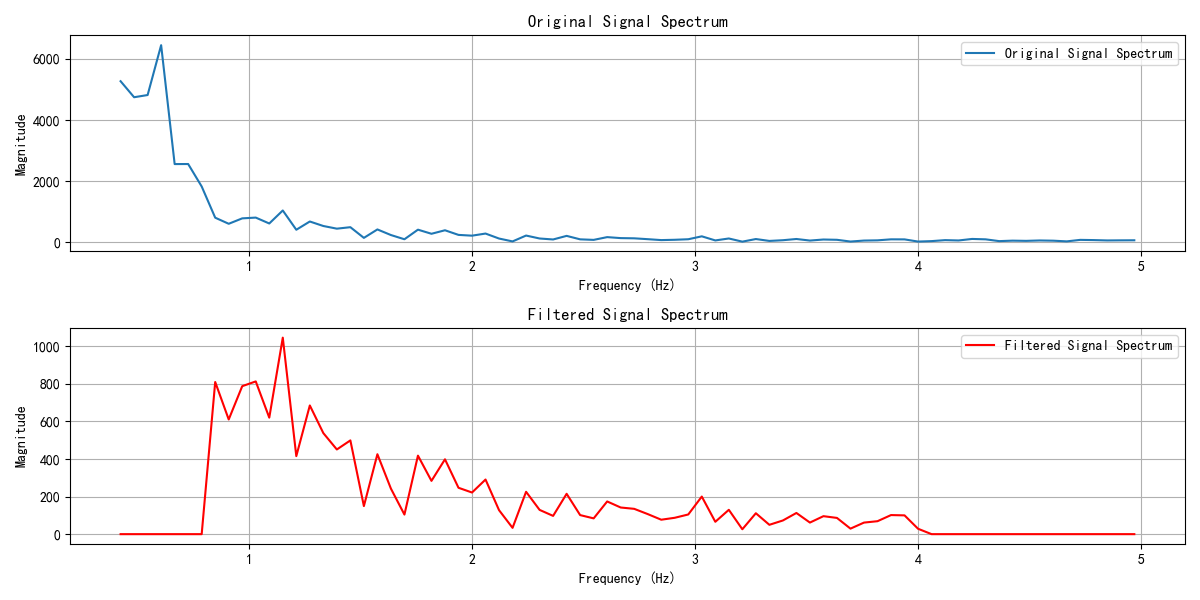 Original Signal Spectrum
Original Signal Spectrum
6000
4000
2000
0
Magnitude
1 2 3 4 5
Frequency (Hz)
Filtered Signal Spectrum
Filtered Signal Spectrum
1000
800
600
400
200
0
Magnitude
1 2 3 4 5
Frequency (Hz)